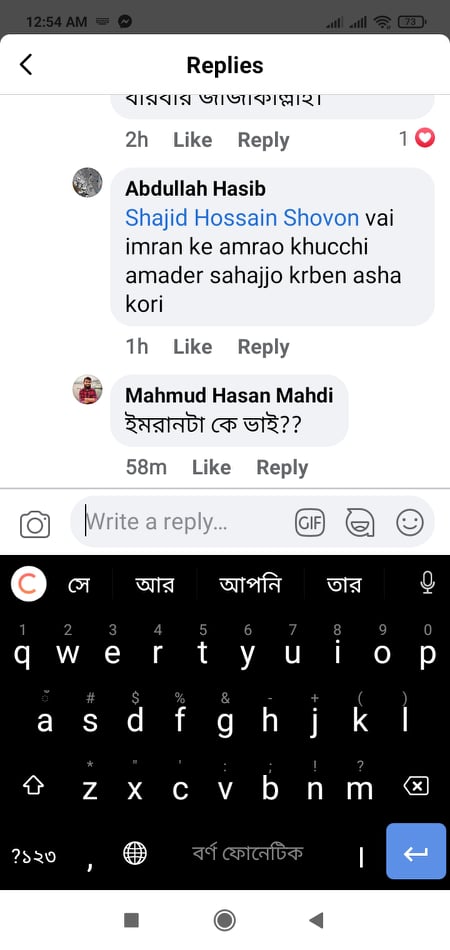 12:54 AM 73
Replies
বারবার জাজাকাল্লাহ।
2h Like Reply 1
Abdullah Hasib
Shajid Hossain Shovon vai
imran ke amrao khucchi
amader sahajjo krben asha
kori
1h Like Reply
Mahmud Hasan Mahdi
ইমরানটা কে ভাই??
58m Like Reply
Write a reply... GIF
C সে আর আপনি তার
1 2 3 4 5 6 7 8 9 0
q w e r t y u i o p
ঁ # $ % & - + ( )
a s d f g h j k l
* " ' : ; ! ?
z x c v b n m
?১২৩ , বর্ণ ফোনেটিক ।